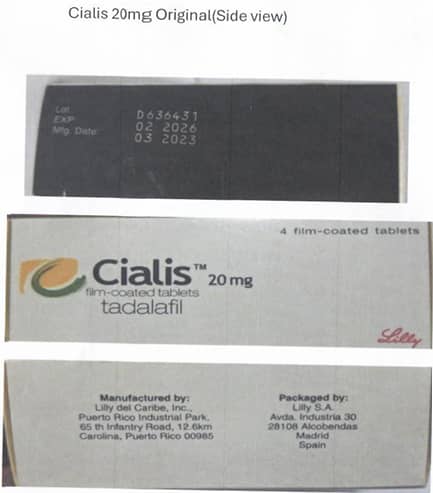 Cialis 20mg Original(Side view)
Lot D636431
EXP 02 2026
Mfg. Date: 03 2023
4 film-coated tablets
Cialis™ 20 mg
film-coated tablets
tadalafil
Lilly
Manufactured by:
Lilly del Caribe, Inc.,
Puerto Rico Industrial Park,
65 th Infantry Road, 12.6km
Carolina, Puerto Rico 00985
Packaged by:
Lilly S.A.
Avda. Industria 30
28108 Alcobendas
Madrid
Spain